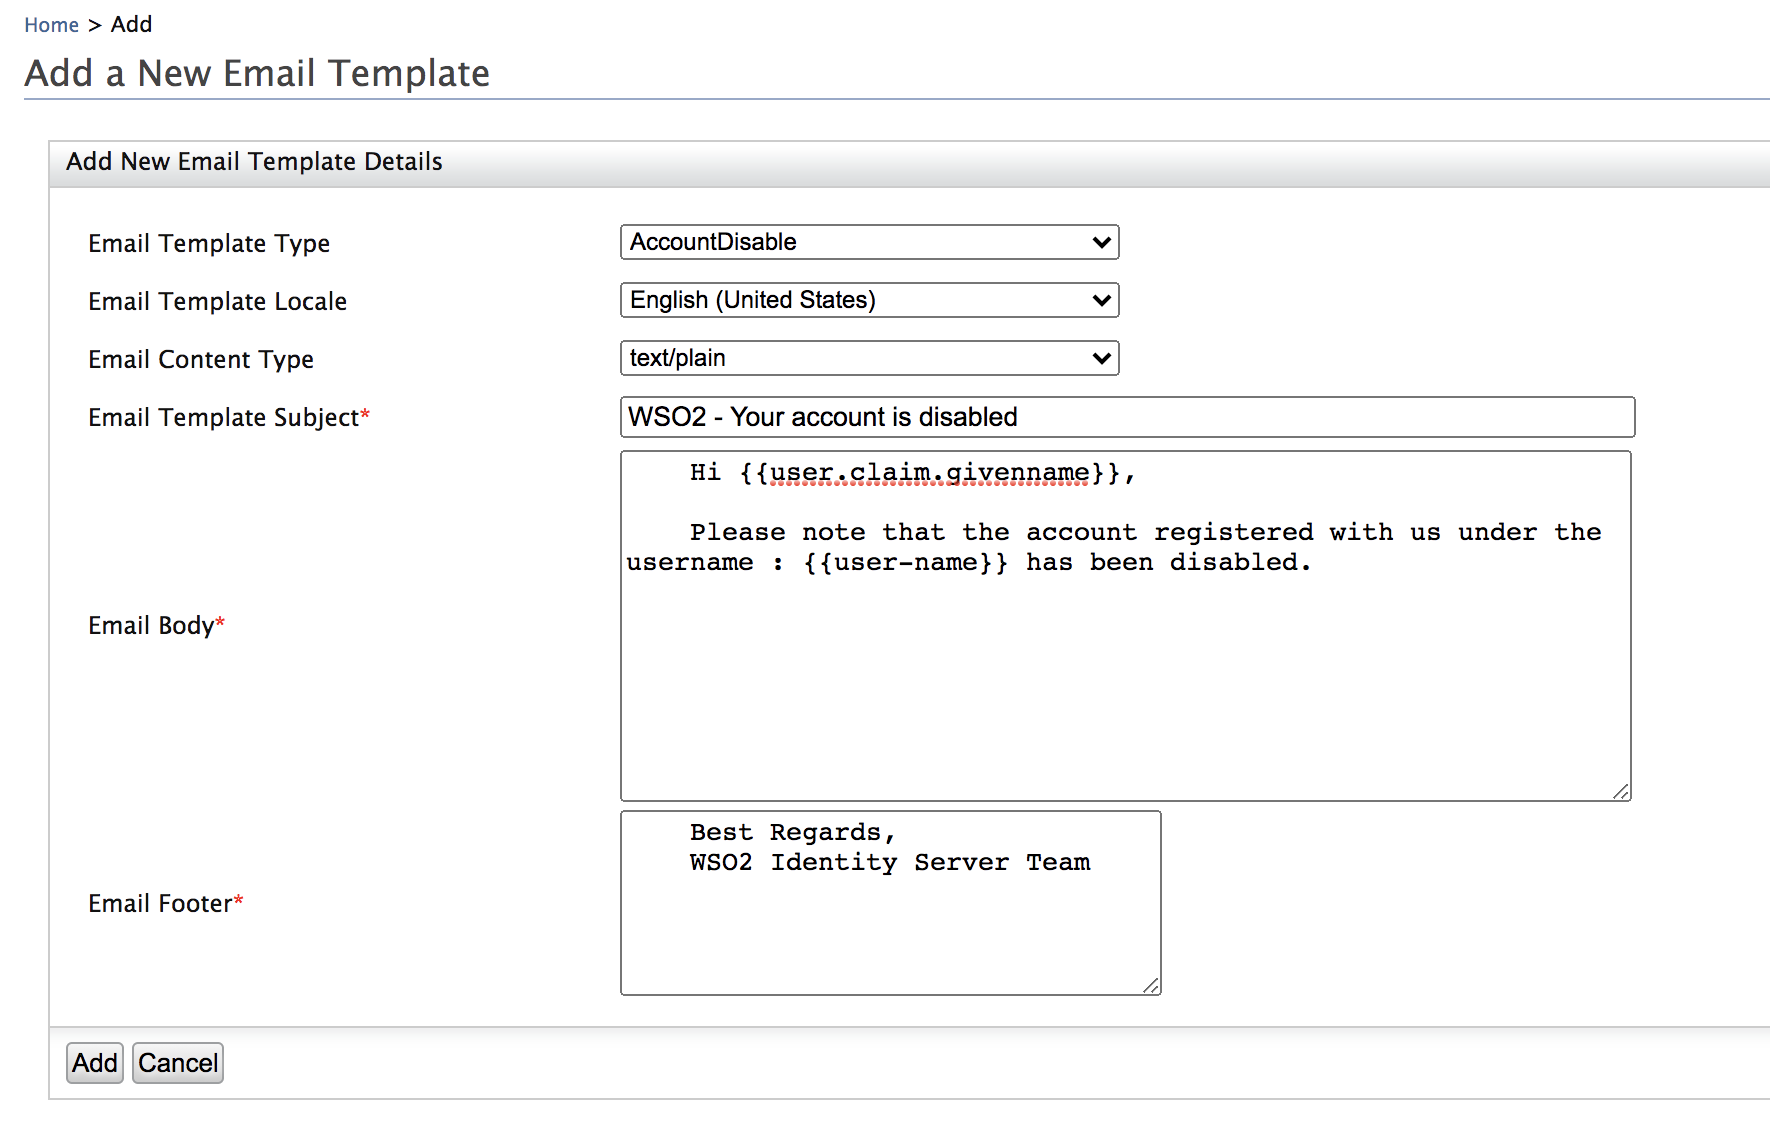 Home > Add
Add a New Email Template
Add New Email Template Details
Email Template Type
AccountDisable
Email Template Locale
English (United States)
Email Content Type
text/plain
Email Template Subject*
WSO2 - Your account is disabled
Email Body*
Hi {{user.claim.givenname}},
Please note that the account registered with us under the
username : {{user-name}} has been disabled.
Email Footer*
Best Regards,
WSO2 Identity Server Team
Add Cancel